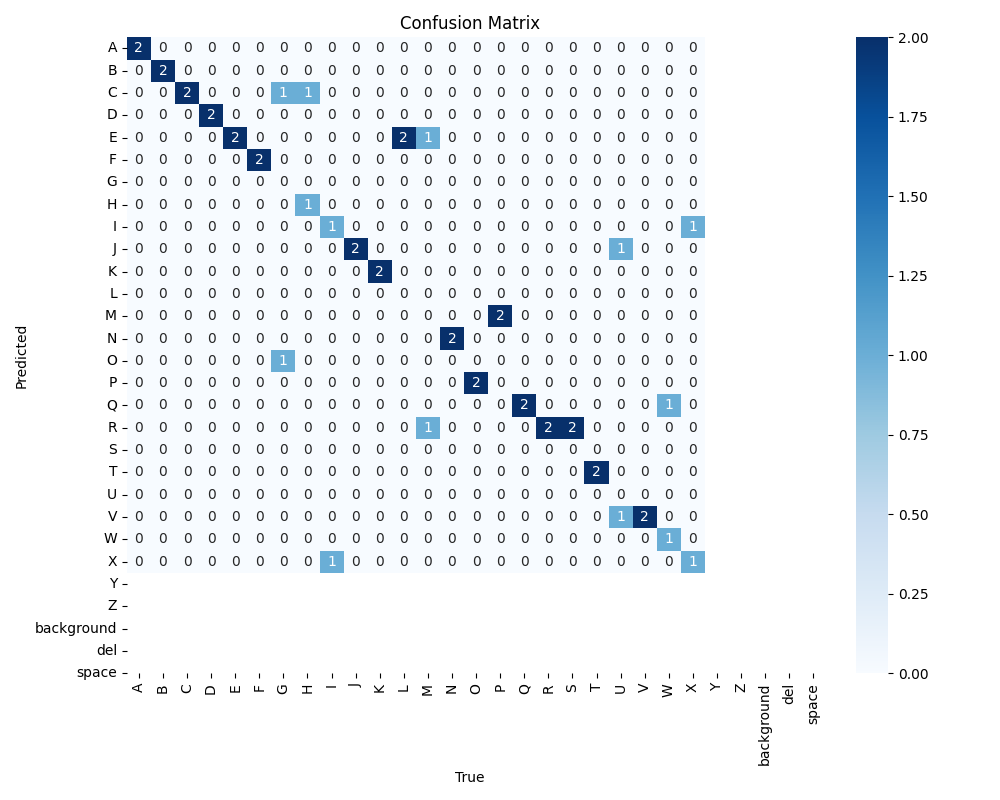 Confusion Matrix
A 2 0 0 0 0 0 0 0 0 0 0 0 0 0 0 0 0 0 0 0 0 0 0 0 2.00
B 0 2 0 0 0 0 0 0 0 0 0 0 0 0 0 0 0 0 0 0 0 0 0 0
C 0 0 2 0 0 0 1 1 0 0 0 0 0 0 0 0 0 0 0 0 0 0 0 0
D 0 0 0 2 0 0 0 0 0 0 0 0 0 0 0 0 0 0 0 0 0 0 0 0 1.75
E 0 0 0 0 2 0 0 0 0 0 0 2 1 0 0 0 0 0 0 0 0 0 0 0
F 0 0 0 0 0 2 0 0 0 0 0 0 0 0 0 0 0 0 0 0 0 0 0 0
G 0 0 0 0 0 0 0 0 0 0 0 0 0 0 0 0 0 0 0 0 0 0 0 0 1.50
H 0 0 0 0 0 0 0 1 0 0 0 0 0 0 0 0 0 0 0 0 0 0 0 0
I 0 0 0 0 0 0 0 0 1 0 0 0 0 0 0 0 0 0 0 0 0 0 0 1
J 0 0 0 0 0 0 0 0 0 2 0 0 0 0 0 0 0 0 0 0 1 0 0 0
K 0 0 0 0 0 0 0 0 0 0 2 0 0 0 0 0 0 0 0 0 0 0 0 0 1.25
L 0 0 0 0 0 0 0 0 0 0 0 0 0 0 0 0 0 0 0 0 0 0 0 0
M 0 0 0 0 0 0 0 0 0 0 0 0 0 0 0 2 0 0 0 0 0 0 0 0
N 0 0 0 0 0 0 0 0 0 0 0 0 0 2 0 0 0 0 0 0 0 0 0 0
O 0 0 0 0 0 0 1 0 0 0 0 0 0 0 0 0 0 0 0 0 0 0 0 0 1.00
Predicted
P 0 0 0 0 0 0 0 0 0 0 0 0 0 0 2 0 0 0 0 0 0 0 0 0
Q 0 0 0 0 0 0 0 0 0 0 0 0 0 0 0 0 2 0 0 0 0 0 1 0
R 0 0 0 0 0 0 0 0 0 0 0 0 1 0 0 0 0 2 2 0 0 0 0 0 0.75
S 0 0 0 0 0 0 0 0 0 0 0 0 0 0 0 0 0 0 0 0 0 0 0 0
T 0 0 0 0 0 0 0 0 0 0 0 0 0 0 0 0 0 0 0 2 0 0 0 0
U 0 0 0 0 0 0 0 0 0 0 0 0 0 0 0 0 0 0 0 0 0 0 0 0
V 0 0 0 0 0 0 0 0 0 0 0 0 0 0 0 0 0 0 0 0 1 2 0 0 0.50
W 0 0 0 0 0 0 0 0 0 0 0 0 0 0 0 0 0 0 0 0 0 0 1 0
X 0 0 0 0 0 0 0 0 1 0 0 0 0 0 0 0 0 0 0 0 0 0 0 1
Y
Z 0.25
background
del
space 0.00
A B C D E F G H I J K L M N O P Q R S T U V W X Y Z background del space
True